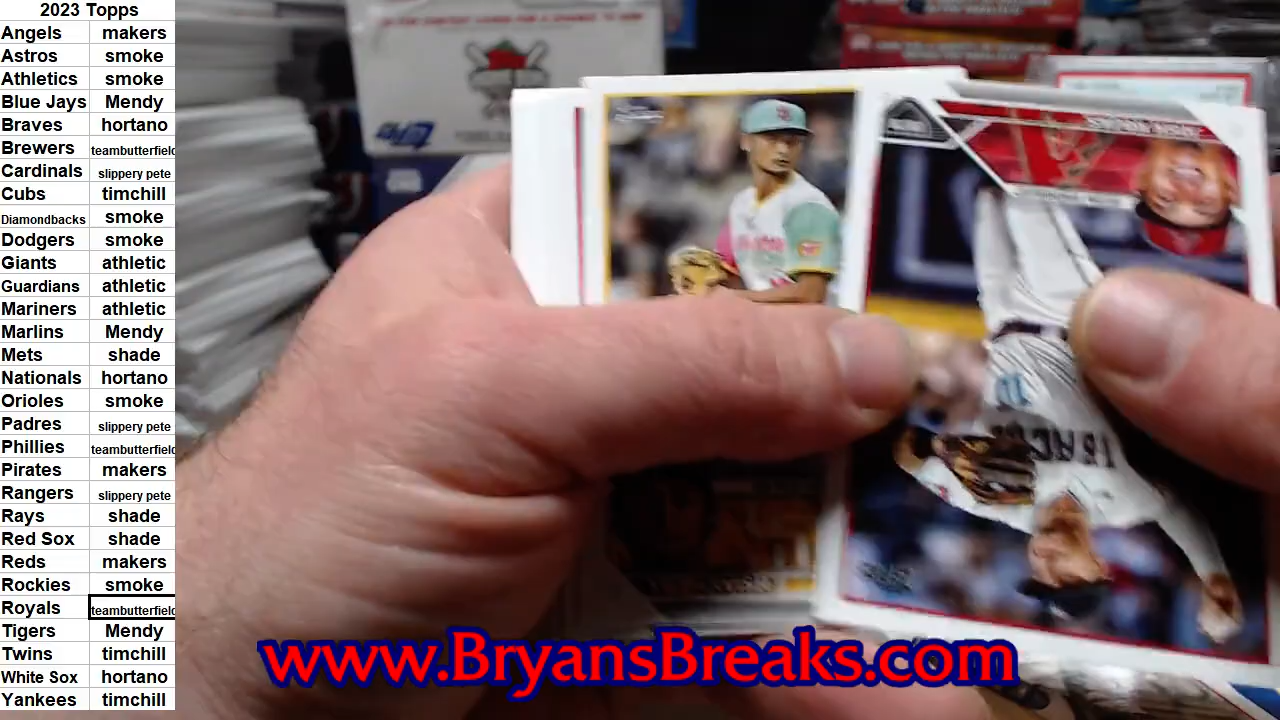 2023 Topps
Angels makers
Astros smoke
Athletics smoke
Blue Jays Mendy
Braves hortano
Brewers teambutterfield
Cardinals slippery pete
Cubs timchill
Diamondbacks smoke
Dodgers smoke
Giants athletic
Guardians athletic
Mariners athletic
Marlins Mendy
Mets shade
Nationals hortano
Orioles smoke
Padres slippery pete
Phillies teambutterfield
Pirates makers
Rangers slippery pete
Rays shade
Red Sox shade
Reds makers
Rockies smoke
Royals teambutterfield
Tigers Mendy
Twins timchill
White Sox hortano
Yankees timchill
www.BryansBreaks.com